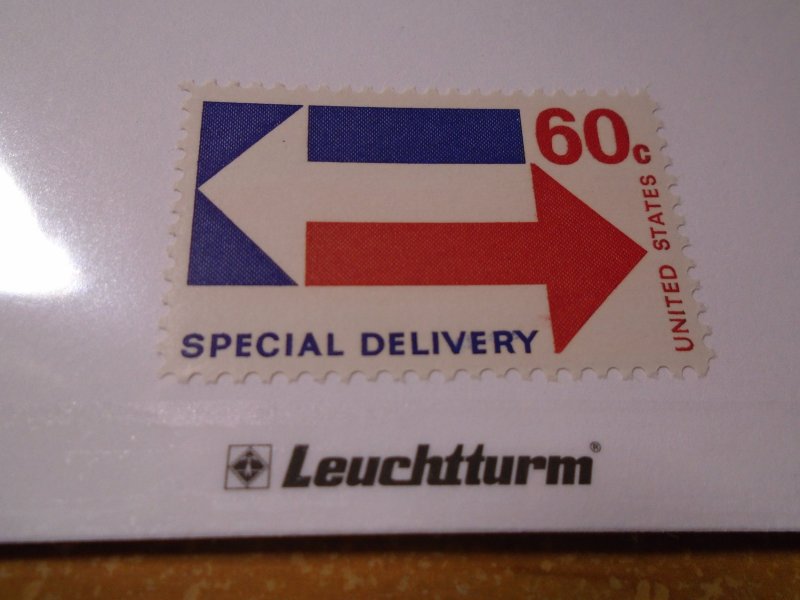 60c
UNITED STATES
SPECIAL DELIVERY
Leuchtturm®